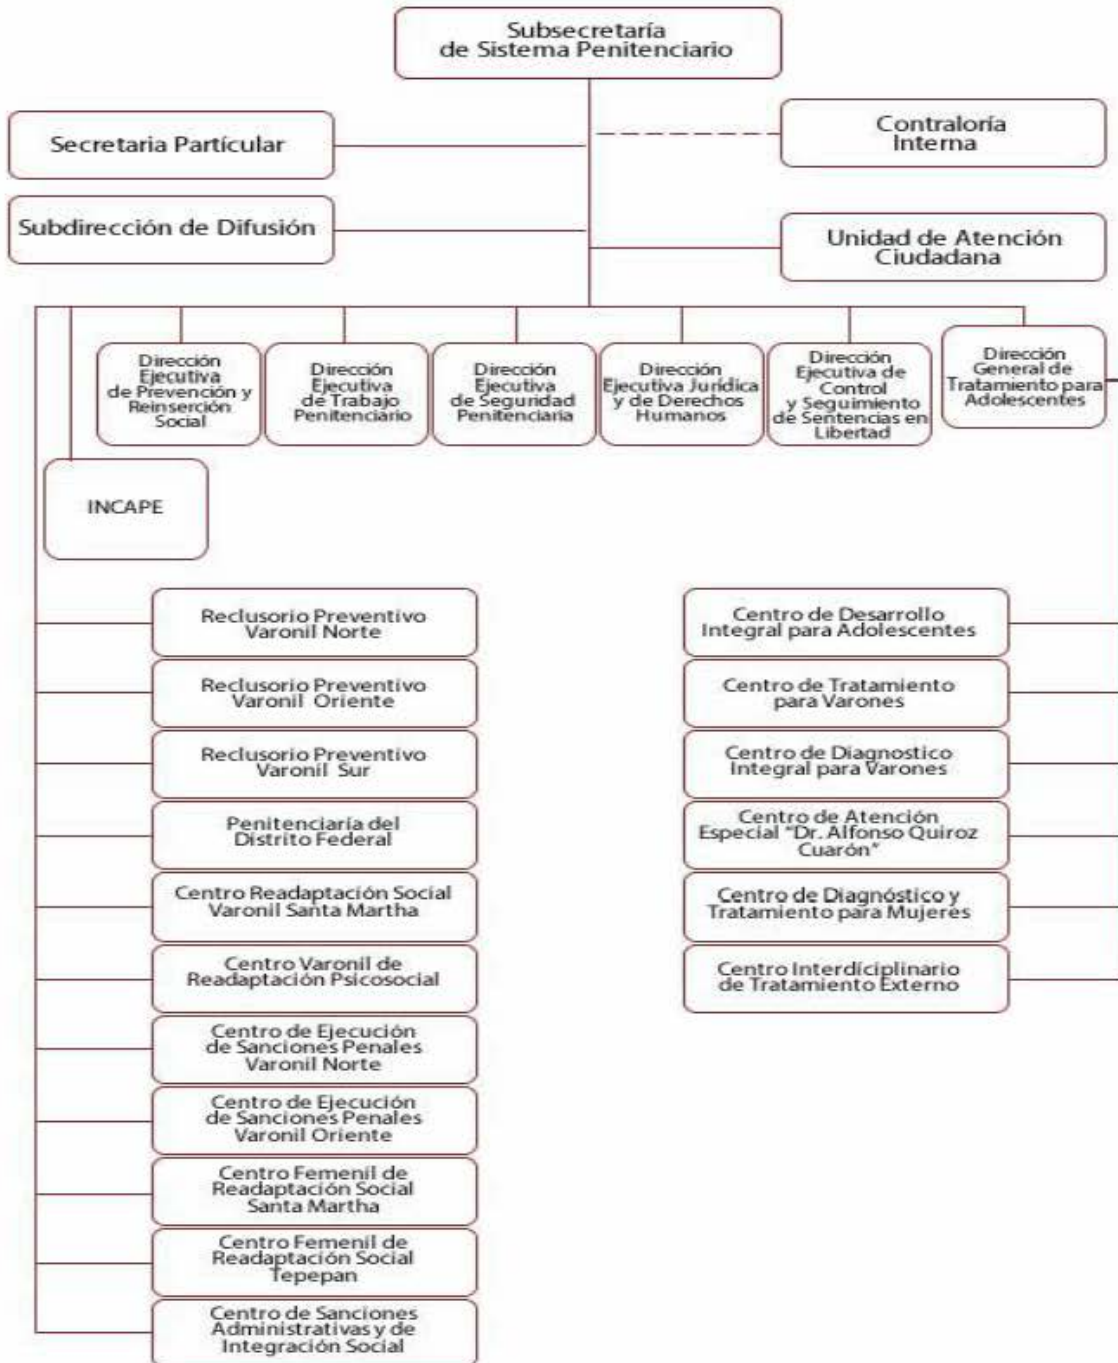 Subsecretaría
de Sistema Penitenciario
Secretaria Partícular
Contraloría
Interna
Subdirección de Difusión
Unidad de Atención
Ciudadana
Dirección
Ejecutiva
de Prevención y
Reinserción
Social
Dirección
Ejecutiva
de Trabajo
Penitenciario
Dirección
Ejecutiva
de Seguridad
Penitenciaria
Dirección
Ejecutiva Jurídica
y de Derechos
Humanos
Dirección
Ejecutiva de
Control
y Seguimiento
de Sentencias en
Libertad
Dirección
General de
Tratamiento para
Adolescentes
INCAPE
Reclusorio Preventivo
Varonil Norte
Reclusorio Preventivo
Varonil Oriente
Reclusorio Preventivo
Varonil Sur
Penitenciaría del
Distrito Federal
Centro Readaptación Social
Varonil Santa Martha
Centro Varonil de
Readaptación Psicosocial
Centro de Ejecución
de Sanciones Penales
Varonil Norte
Centro de Ejecución
de Sanciones Penales
Varonil Oriente
Centro Femenil de
Readaptación Social
Santa Martha
Centro Femenil de
Readaptación Social
Tepepan
Centro de Sanciones
Administrativas y de
Integración Social
Centro de Desarrollo
Integral para Adolescentes
Centro de Tratamiento
para Varones
Centro de Diagnostico
Integral para Varones
Centro de Atención
Especial "Dr. Alfonso Quiroz
Cuarón"
Centro de Diagnóstico y
Tratamiento para Mujeres
Centro Interdíciplinario
de Tratamiento Externo